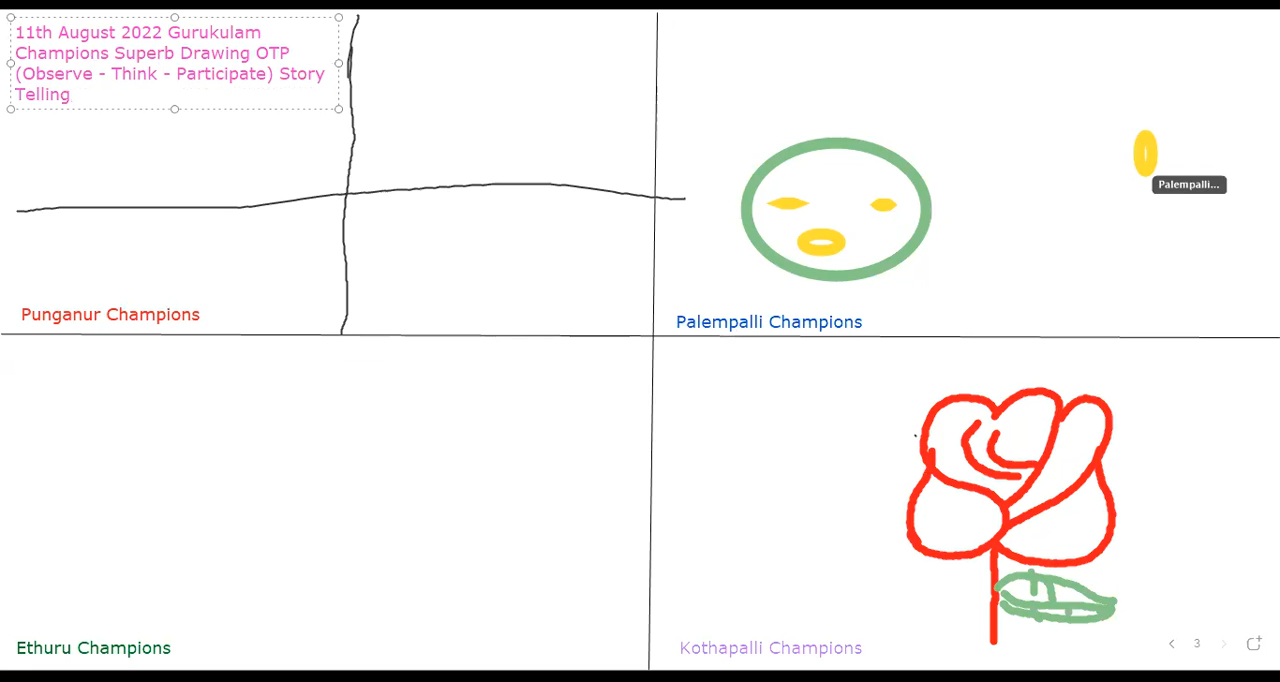 11th August 2022 Gurukulam
Champions Superb Drawing OTP
(Observe - Think - Participate) Story
Telling
Palempalli...
Punganur Champions
Palempalli Champions
Ethuru Champions
Kothapalli Champions
3